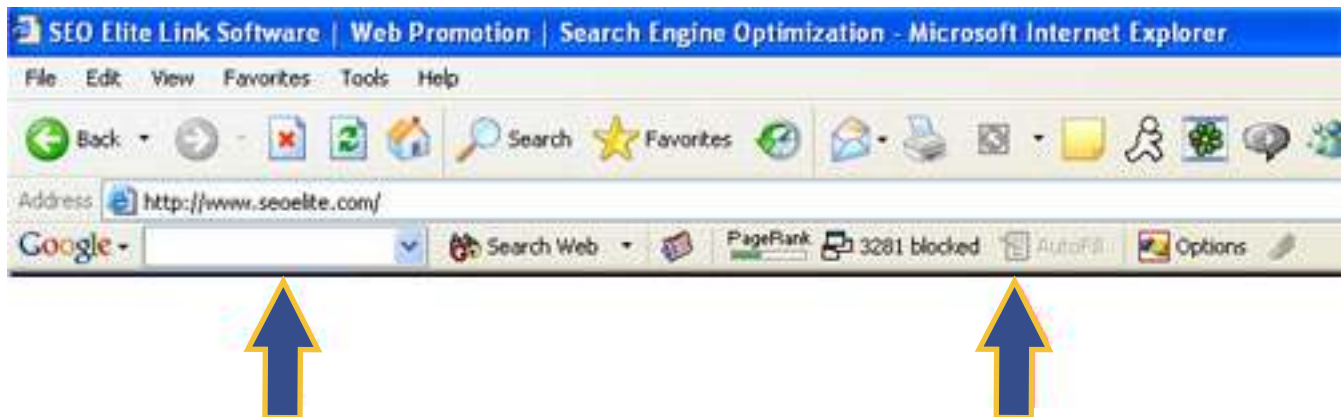 SEO Elite Link Software | Web Promotion | Search Engine Optimization - Microsoft Internet Explorer
File Edit View Favorites Tools Help
Back Search Favorites
Address http://www.seoelite.com/
Google Search Web PageRank 3281 blocked AutoFill Options